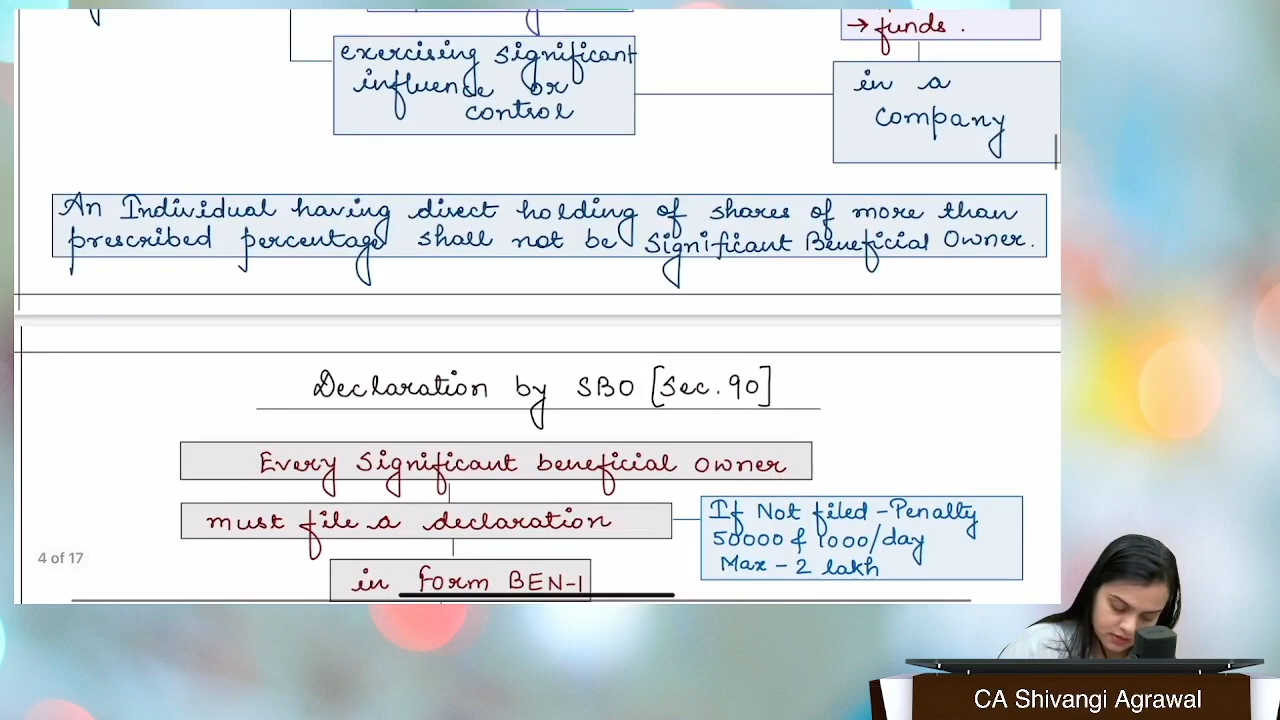 → funds.
exercising significant
influence or
control
in a
company
An Individual having direct holding of shares of more than
prescribed percentage shall not be Significant Beneficial Owner.
Declaration by SBO [Sec. 90]
Every Significant beneficial owner
must file a declaration
If Not filed - Penalty
50000 & 1000/day
Max - 2 lakh
4 of 17
in form BEN-1
CA Shivangi Agrawal